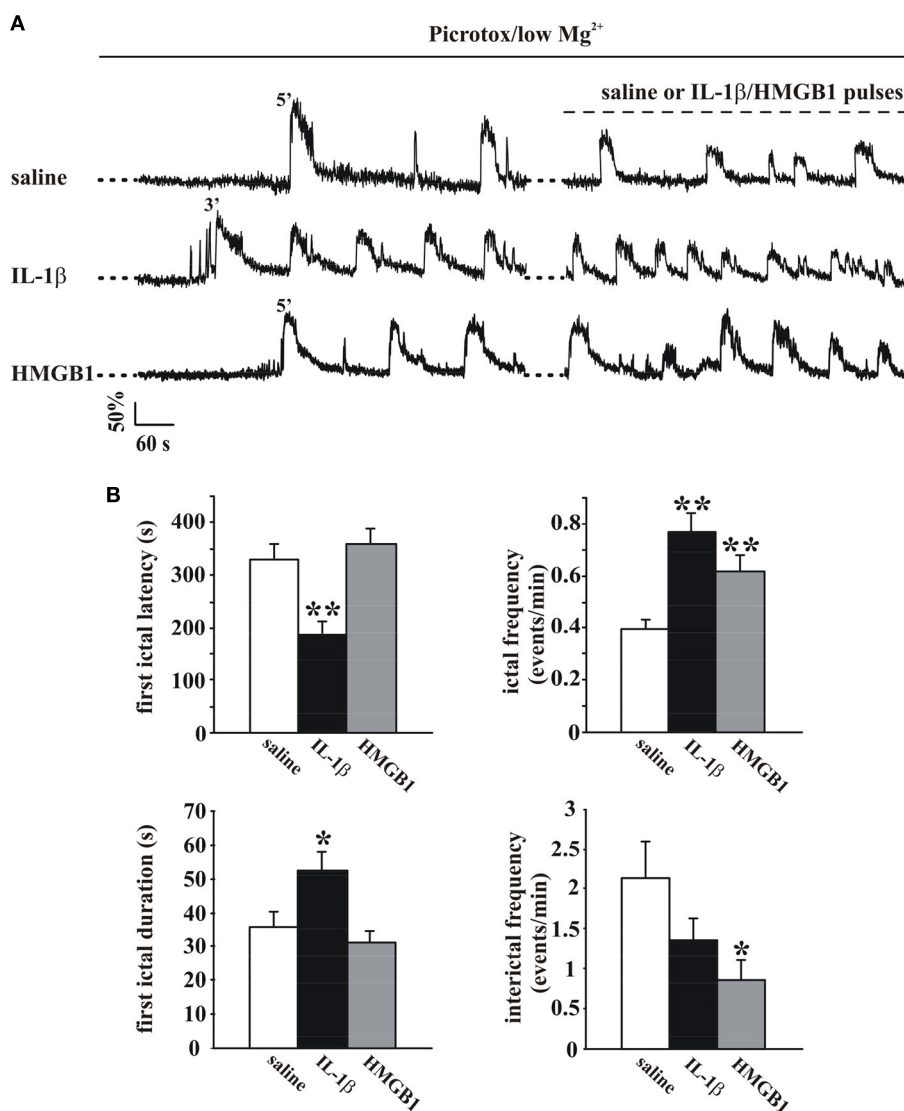 A
Picrotox/low Mg²⁺
saline or IL-1β/HMGB1 pulses
5’
saline
3’
IL-1β
5’
HMGB1
50%
60 s
B
first ictal latency (s)
400
300
200
100
0
**
saline
IL-1β
HMGB1
ictal frequency
(events/min)
0.8
0.6
0.4
0.2
0
**
**
saline
IL-1β
HMGB1
first ictal duration (s)
70
60
50
40
30
20
10
0
*
saline
IL-1β
HMGB1
interictal frequency
(events/min)
3
2.5
2
1.5
1
0.5
0
*
saline
IL-1β
HMGB1